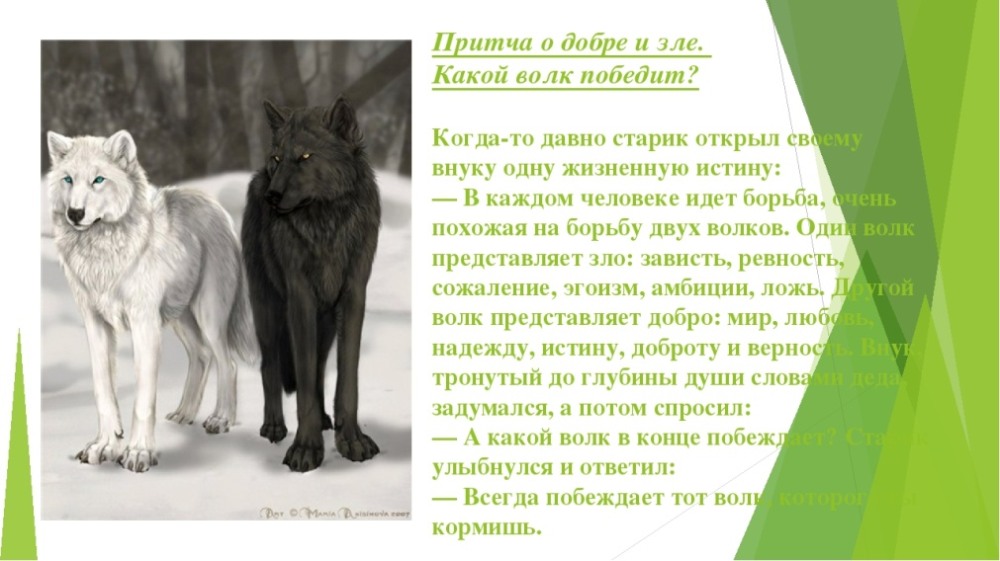 Притча о добре и зле.
Какой волк победит?
Когда-то давно старик открыл своему
внуку одну жизненную истину:
— В каждом человеке идет борьба, очень
похожая на борьбу двух волков. Один волк
представляет зло: зависть, ревность,
сожаление, эгоизм, амбиции, ложь. Другой
волк представляет добро: мир, любовь,
надежду, истину, доброту и верность. Внук,
тронутый до глубины души словами деда,
задумался, а потом спросил:
— А какой волк в конце побеждает? Старик
улыбнулся и ответил:
— Всегда побеждает тот волк, которого ты
кормишь.
Art © Maria Anisinova 2007